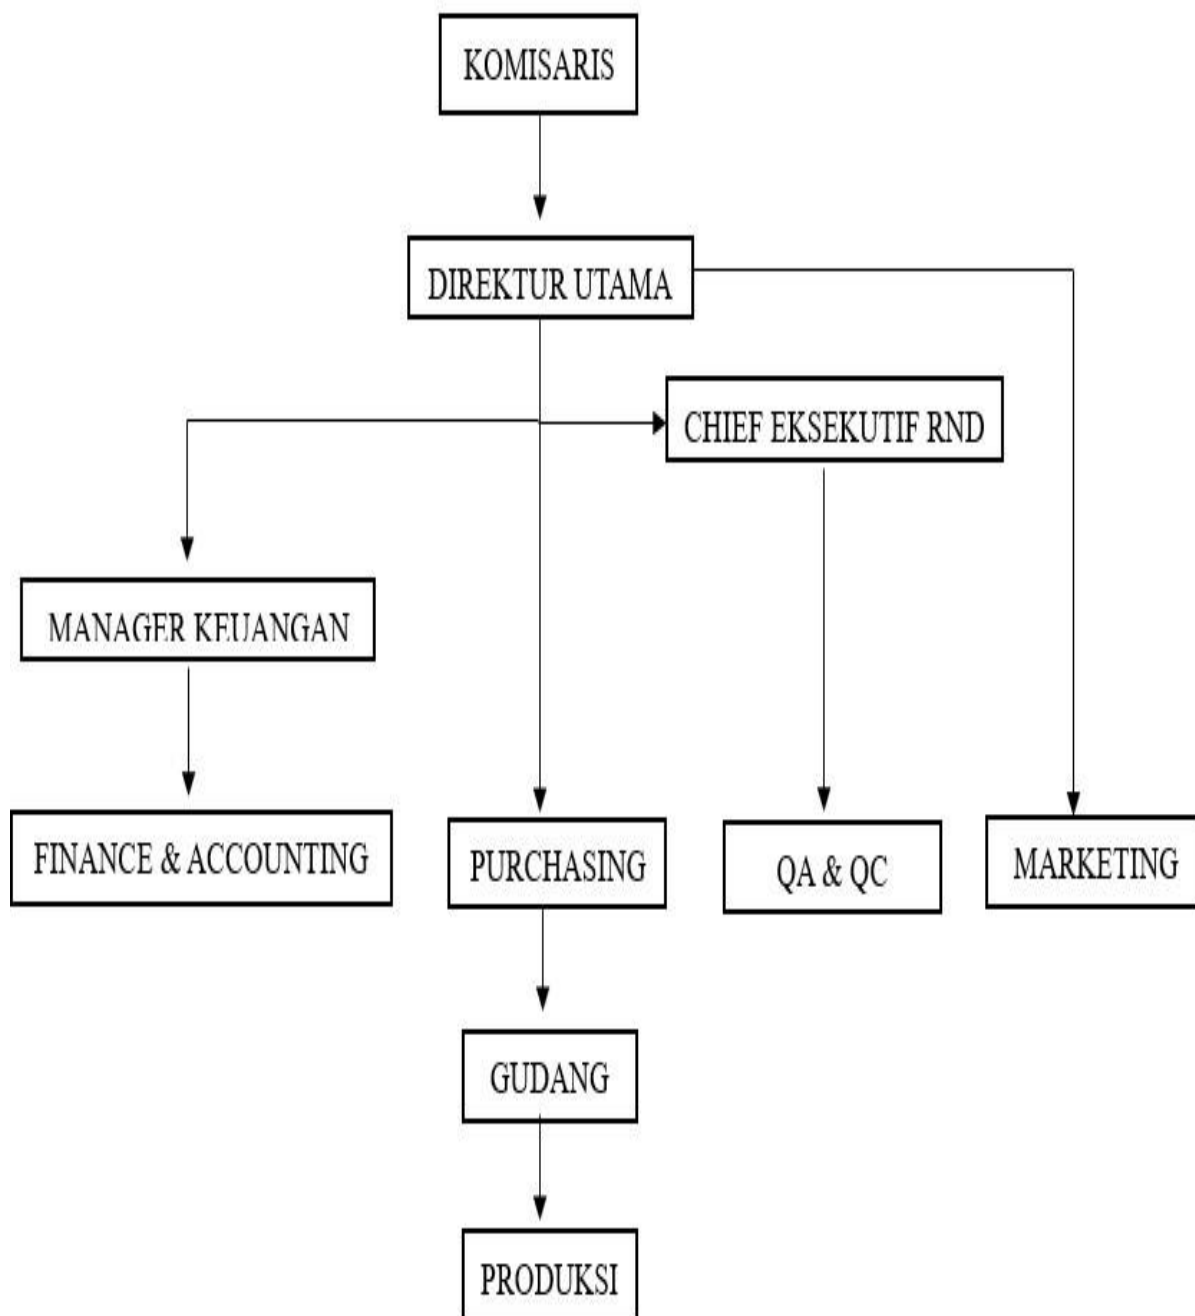 KOMISARIS
DIREKTUR UTAMA
CHIEF EKSEKUTIF RND
MANAGER KEUANGAN
FINANCE & ACCOUNTING
PURCHASING
QA & QC
MARKETING
GUDANG
PRODUKSI